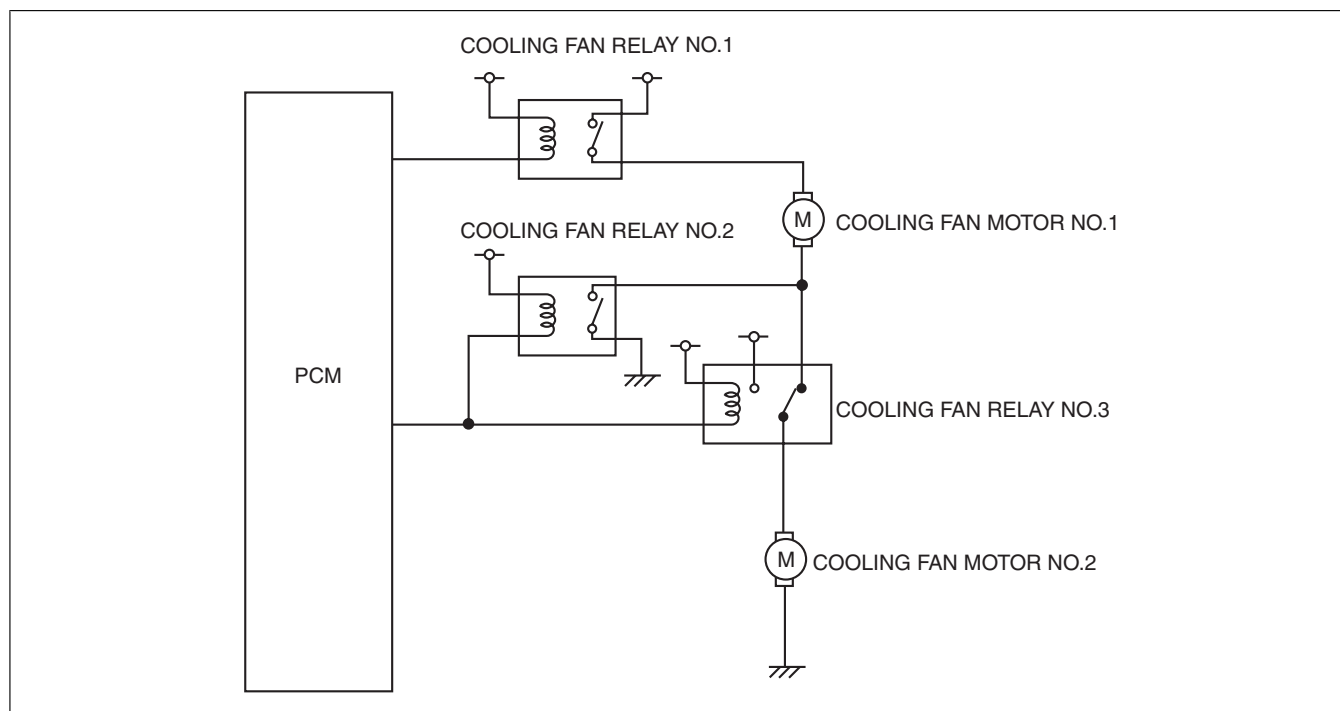 COOLING FAN RELAY NO.1
M
COOLING FAN MOTOR NO.1
COOLING FAN RELAY NO.2
PCM
COOLING FAN RELAY NO.3
M
COOLING FAN MOTOR NO.2